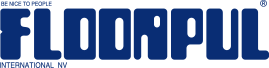 BE NICE TO PEOPLE
FLOORPUL®
INTERNATIONAL NV